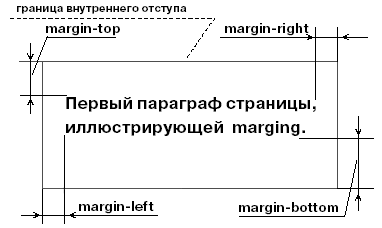 граница внутреннего отступа
margin-top
margin-right
Первый параграф страницы,
иллюстрирующей marging.
margin-left
margin-bottom